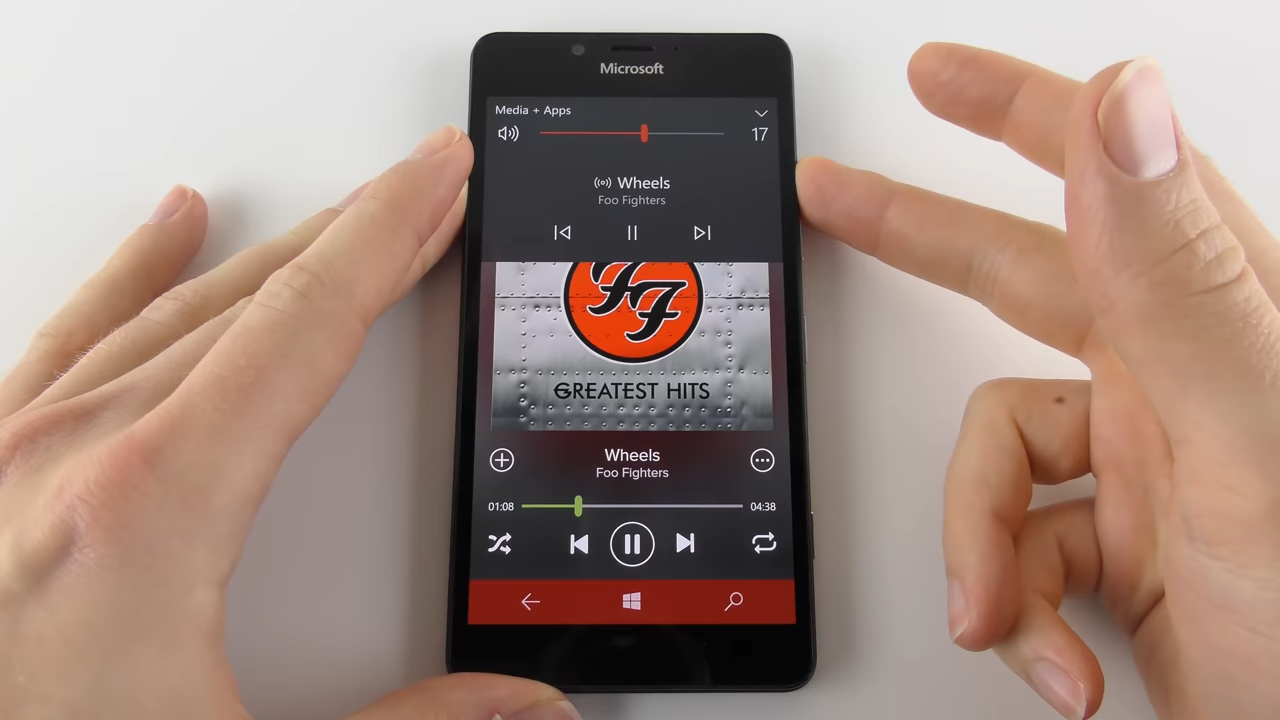 Microsoft
Media + Apps
17
Wheels
Foo Fighters
FF
GREATEST HITS
Wheels
Foo Fighters
01:08
04:38